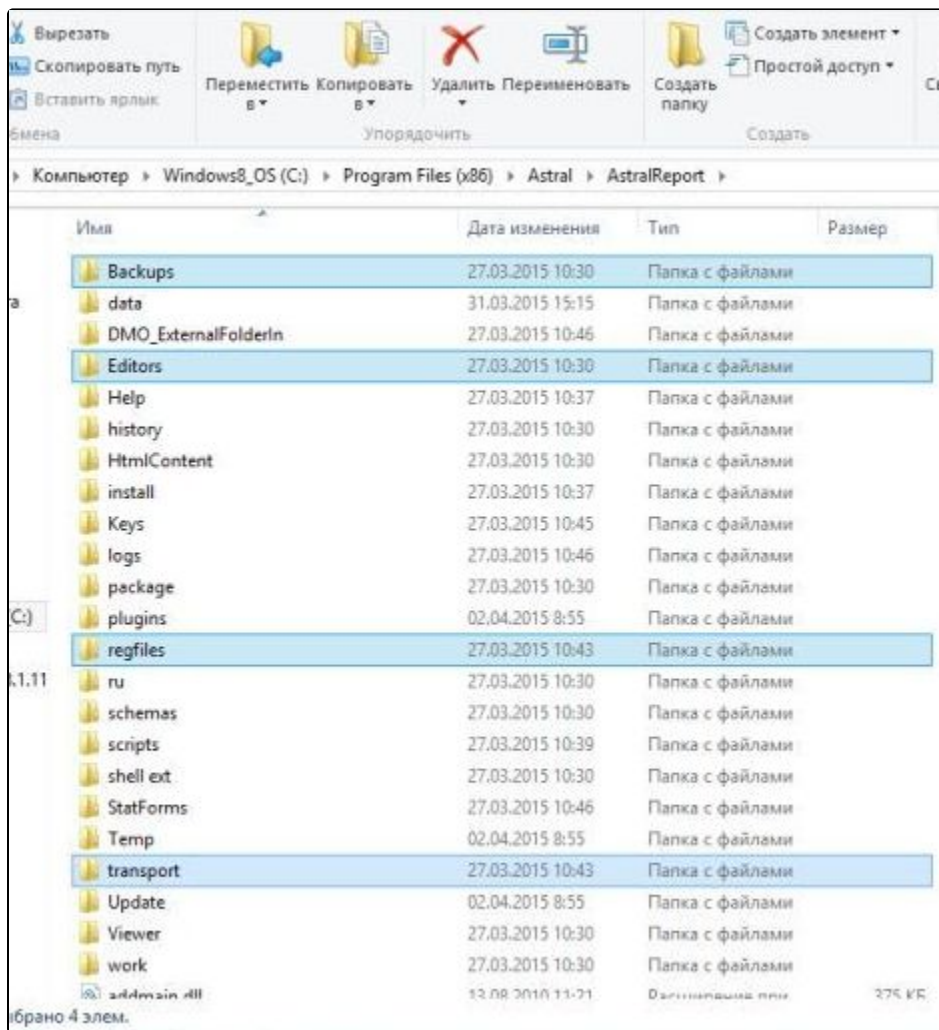 Вырезать
Скопировать путь
Вставить ярлык
Переместить в
Копировать в
Удалить
Переименовать
Создать папку
Создать элемент
Простой доступ
Упорядочить
Создать
Компьютер Windows8_OS (C:) Program Files (x86) Astral AstralReport
Имя Дата изменения Тип Размер
Backups 27.03.2015 10:30 Папка с файлами
data 31.03.2015 15:15 Папка с файлами
DMO_ExternalFolderIn 27.03.2015 10:46 Папка с файлами
Editors 27.03.2015 10:30 Папка с файлами
Help 27.03.2015 10:37 Папка с файлами
history 27.03.2015 10:30 Папка с файлами
HtmlContent 27.03.2015 10:30 Папка с файлами
install 27.03.2015 10:37 Папка с файлами
Keys 27.03.2015 10:45 Папка с файлами
logs 27.03.2015 10:46 Папка с файлами
package 27.03.2015 10:30 Папка с файлами
(C:) plugins 02.04.2015 8:55 Папка с файлами
regfiles 27.03.2015 10:43 Папка с файлами
.1.11 ru 27.03.2015 10:30 Папка с файлами
schemas 27.03.2015 10:30 Папка с файлами
scripts 27.03.2015 10:39 Папка с файлами
shell ext 27.03.2015 10:30 Папка с файлами
StatForms 27.03.2015 10:46 Папка с файлами
Temp 02.04.2015 8:55 Папка с файлами
transport 27.03.2015 10:43 Папка с файлами
Update 02.04.2015 8:55 Папка с файлами
Viewer 27.03.2015 10:30 Папка с файлами
work 27.03.2015 10:30 Папка с файлами
addmain.dll 13.08.2010 11:21 Расширение при 375 КБ
брано 4 элем.